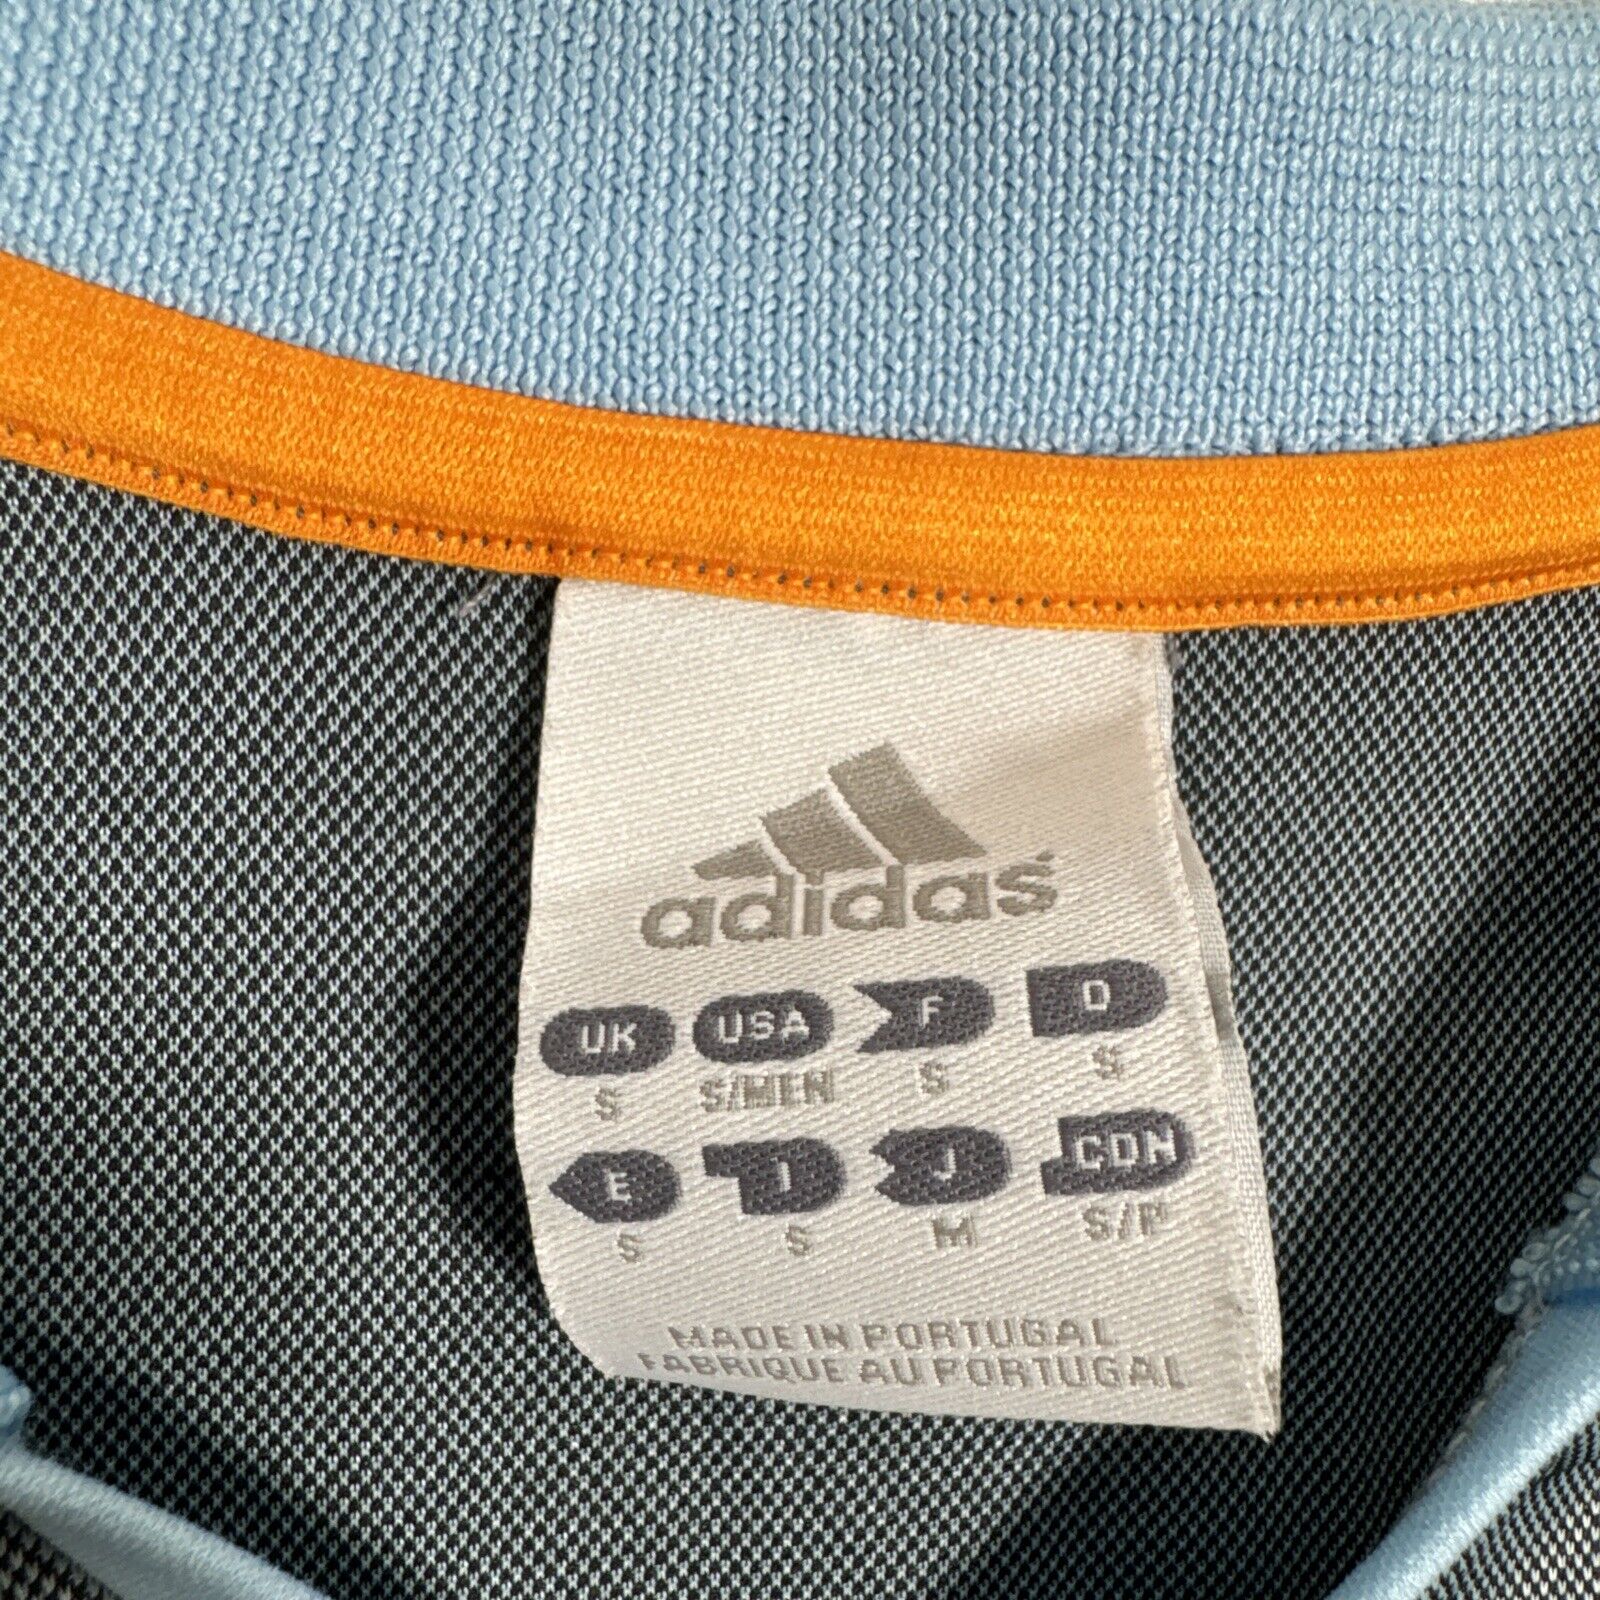 adidas
UK USA F D
S S/MEN S S
E I J CDN
S S M S/P
MADE IN PORTUGAL
FABRIQUE AU PORTUGAL